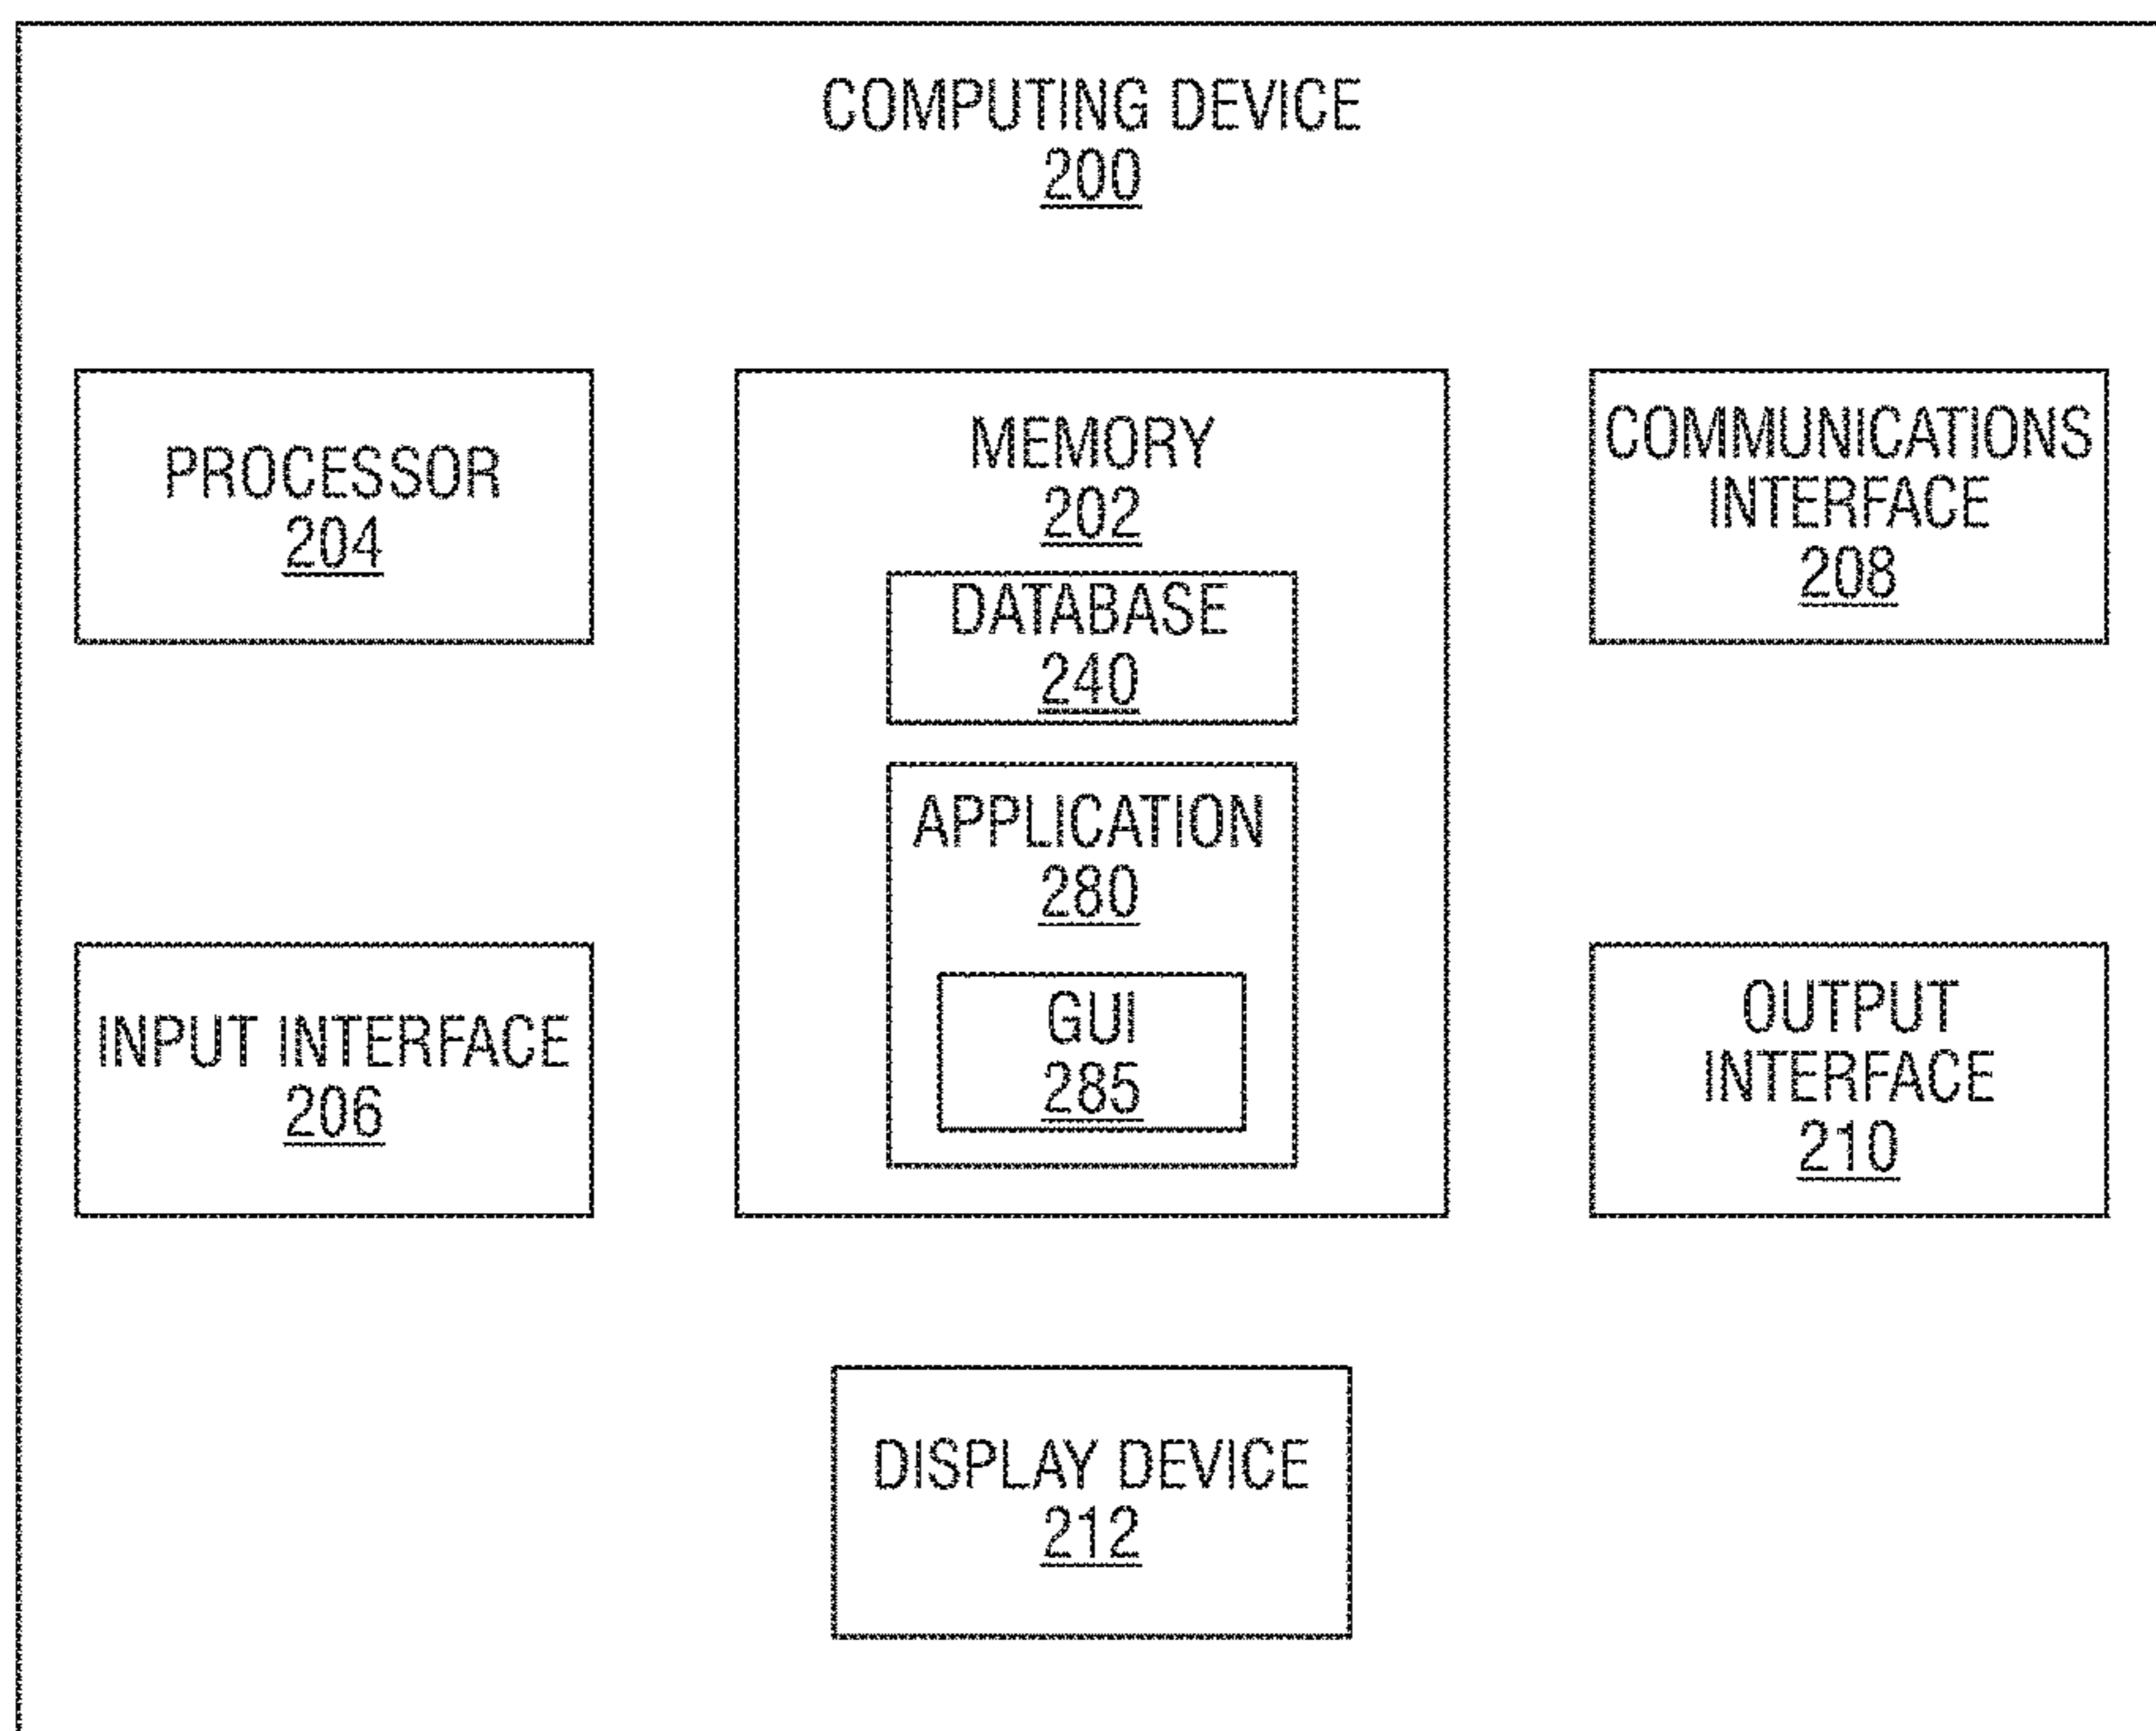 COMPUTING DEVICE
200
PROCESSOR
204
MEMORY
202
DATABASE
240
APPLICATION
280
GUI
285
COMMUNICATIONS
INTERFACE
208
INPUT INTERFACE
206
OUTPUT
INTERFACE
210
DISPLAY DEVICE
212